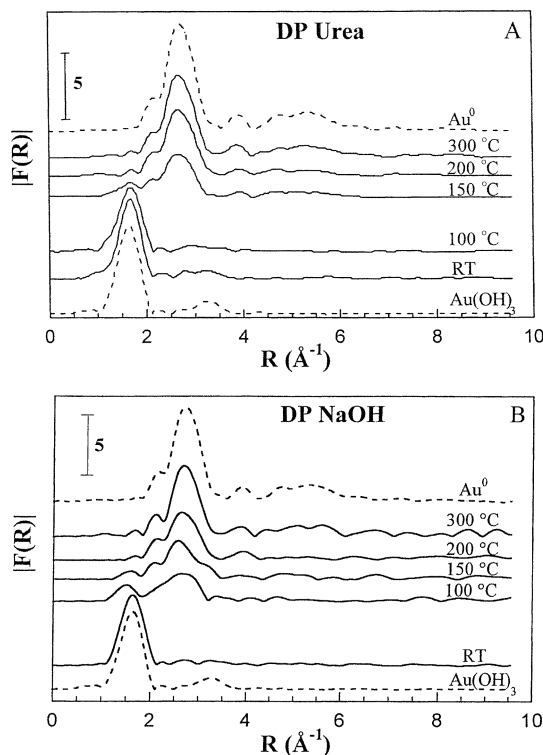 DP Urea
A
5
|F(R)|
Au⁰
300 °C
200 °C
150 °C
100 °C
RT
Au(OH)₃
0 2 4 6 8 10
R (Å⁻¹)
DP NaOH
B
5
|F(R)|
Au⁰
300 °C
200 °C
150 °C
100 °C
RT
Au(OH)₃
0 2 4 6 8 10
R (Å⁻¹)